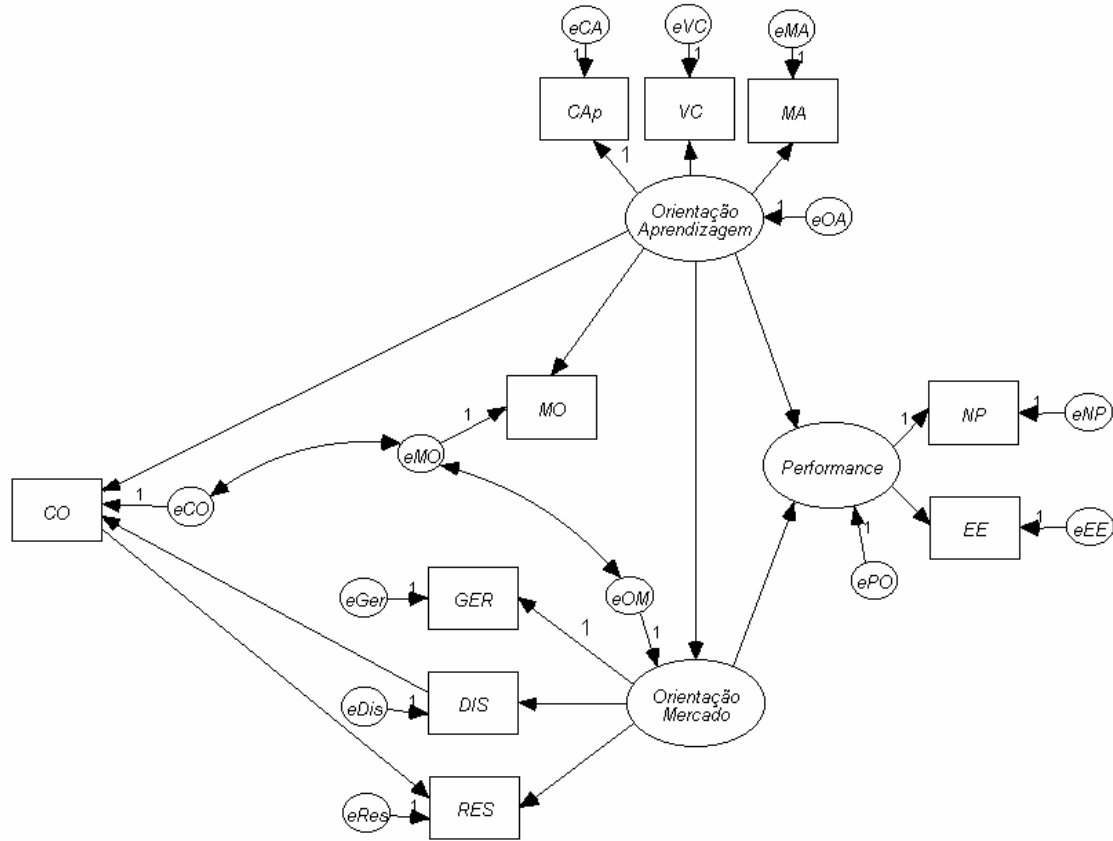 eCA
eVC
eMA
1
1
1
CAp
VC
MA
1
Orientação
Aprendizagem
1
eOA
MO
1
eMO
NP
1
1
eNP
Performance
CO
1
eCO
EE
1
eEE
1
ePO
eGer
1
GER
eOM
1
1
eDis
1
DIS
Orientação
Mercado
eRes
1
RES